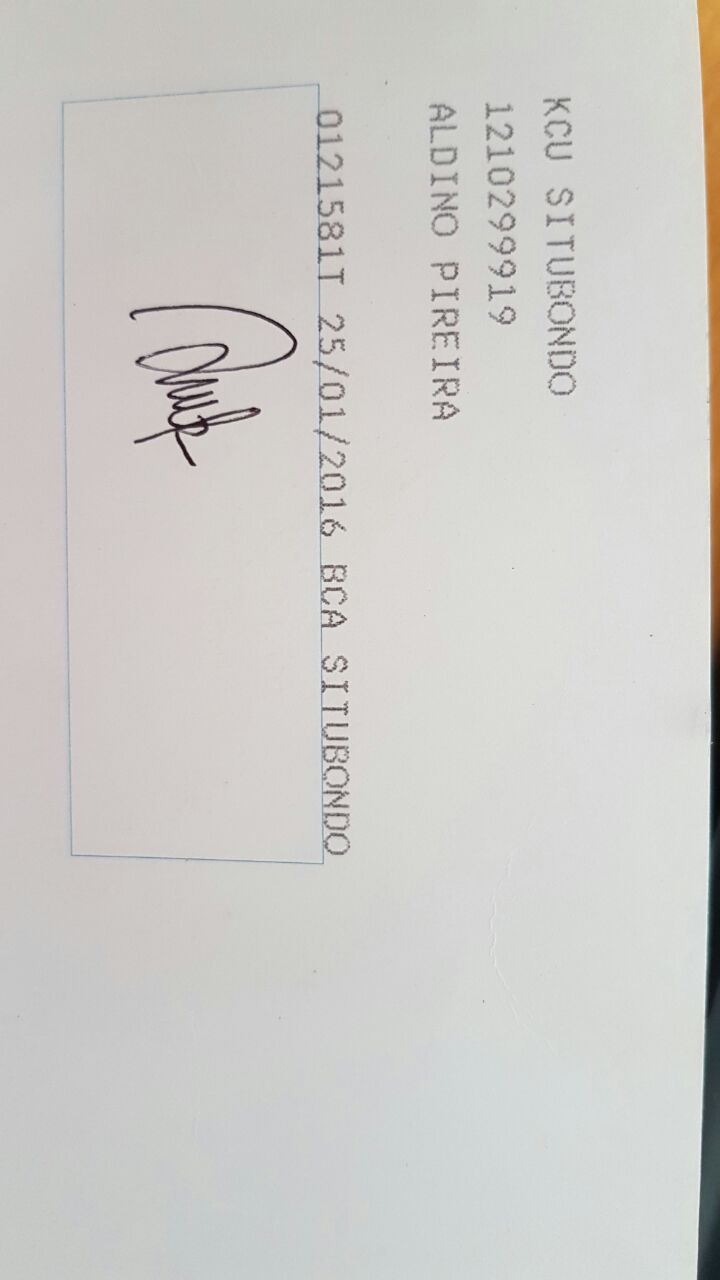 KCU SITUBONDO
1210299919
ALDINO PIREIRA
0121581T 25/01/2016 BCA SITUBONDO